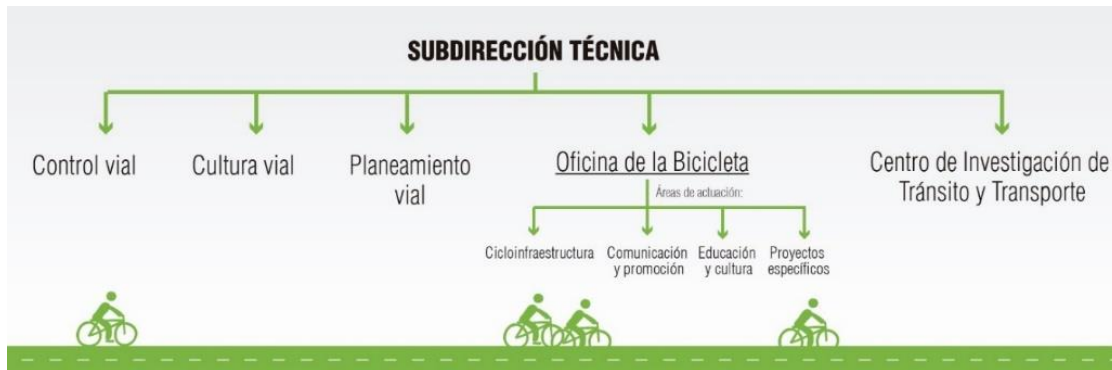 SUBDIRECCIÓN TÉCNICA
Control vial
Cultura vial
Planeamiento
vial
Oficina de la Bicicleta
Centro de Investigación de
Tránsito y Transporte
Áreas de actuación:
Cicloinfraestructura
Comunicación
y promoción
Educación
y cultura
Proyectos
específicos